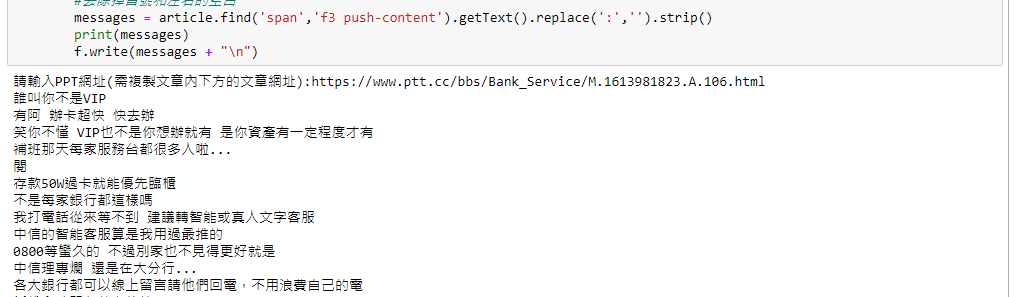 #去除掉冒號和左右的空白
messages = article.find('span','f3 push-content').getText().replace(':','').strip()
print(messages)
f.write(messages + "\n")
請輸入PPT網址(需複製文章內下方的文章網址):https://www.ptt.cc/bbs/Bank_Service/M.1613981823.A.106.html
誰叫你不是VIP
有阿 辦卡超快 快去辦
笑你不懂 VIP也不是你想辦就有 是你資產有一定程度才有
補班那天每家服務台都很多人啦...
閱
存款50W過卡就能優先臨櫃
不是每家銀行都這樣嗎
我打電話從來等不到 建議轉智能或真人文字客服
中信的智能客服算是我用過最推的
0800等蠻久的 不過別家也不見得更好就是
中信理專爛 還是在大分行...
各大銀行都可以線上留言請他們回電，不用浪費自己的電